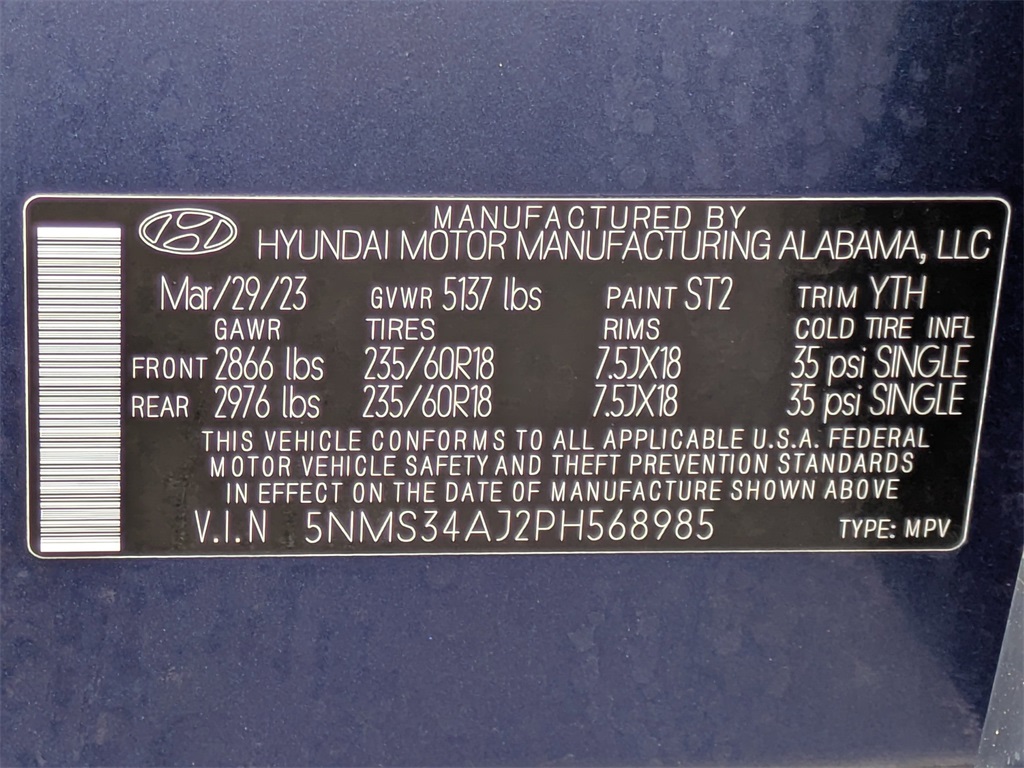 MANUFACTURED BY
HYUNDAI MOTOR MANUFACTURING ALABAMA, LLC
Mar/29/23 GVWR 5137 lbs PAINT ST2 TRIM YTH
GAWR TIRES RIMS COLD TIRE INFL
FRONT 2866 lbs 235/60R18 7.5JX18 35 psi SINGLE
REAR 2976 lbs 235/60R18 7.5JX18 35 psi SINGLE
THIS VEHICLE CONFORMS TO ALL APPLICABLE U.S.A. FEDERAL
MOTOR VEHICLE SAFETY AND THEFT PREVENTION STANDARDS
IN EFFECT ON THE DATE OF MANUFACTURE SHOWN ABOVE
V.I.N 5NMS34AJ2PH568985 TYPE: MPV